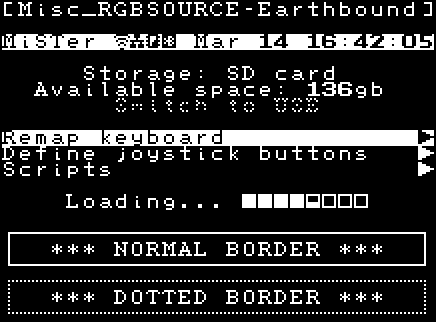 [Misc_RGBSOURCE-Earthbound]
MiSTer Mar 14 16:42:05
Storage: SD card
Available space: 136gb
Switch to USB
Remap keyboard
Define joystick buttons
Scripts
Loading...
*** NORMAL BORDER ***
*** DOTTED BORDER ***